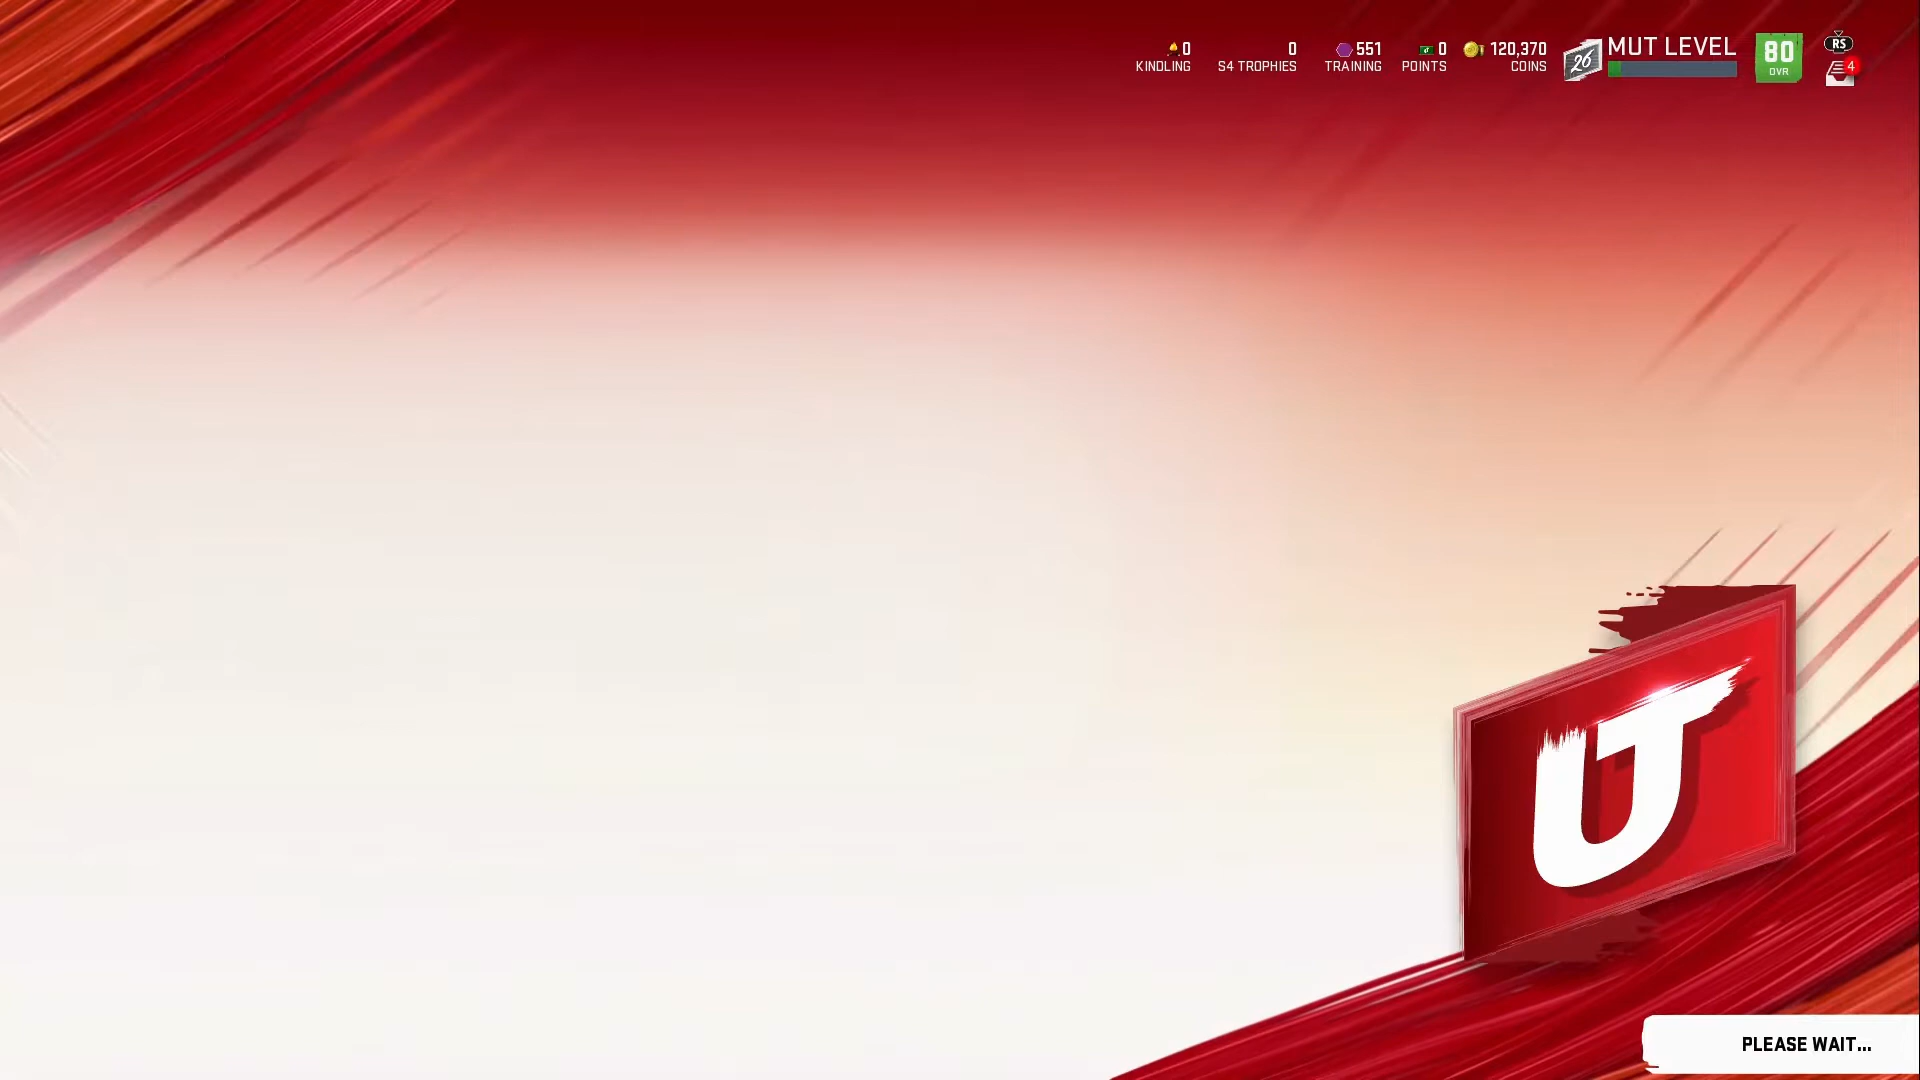 0 0 551 0 120,370 MUT LEVEL 80 RS
KINDLING S4 TROPHIES TRAINING POINTS COINS 26 OVR 4
UT
PLEASE WAIT...